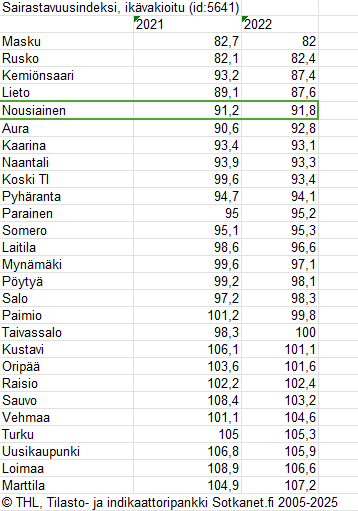 Sairastavuusindeksi, ikävakioitu (id:5641)
2021 2022
Masku 82,7 82
Rusko 82,1 82,4
Kemiönsaari 93,2 87,4
Lieto 89,1 87,6
Nousiainen 91,2 91,8
Aura 90,6 92,8
Kaarina 93,4 93,1
Naantali 93,9 93,3
Koski Tl 99,6 93,4
Pyhäranta 94,7 94,1
Parainen 95 95,2
Somero 95,1 95,3
Laitila 98,6 96,6
Mynämäki 99,6 97,1
Pöytyä 99,2 98,1
Salo 97,2 98,3
Paimio 101,2 99,8
Taivassalo 98,3 100
Kustavi 106,1 101,1
Oripää 103,6 101,6
Raisio 102,2 102,4
Sauvo 108,4 103,2
Vehmaa 101,1 104,6
Turku 105 105,3
Uusikaupunki 106,8 105,9
Loimaa 108,9 106,6
Marttila 104,9 107,2
© THL, Tilasto- ja indikaattoripankki Sotkanet.fi 2005-2025